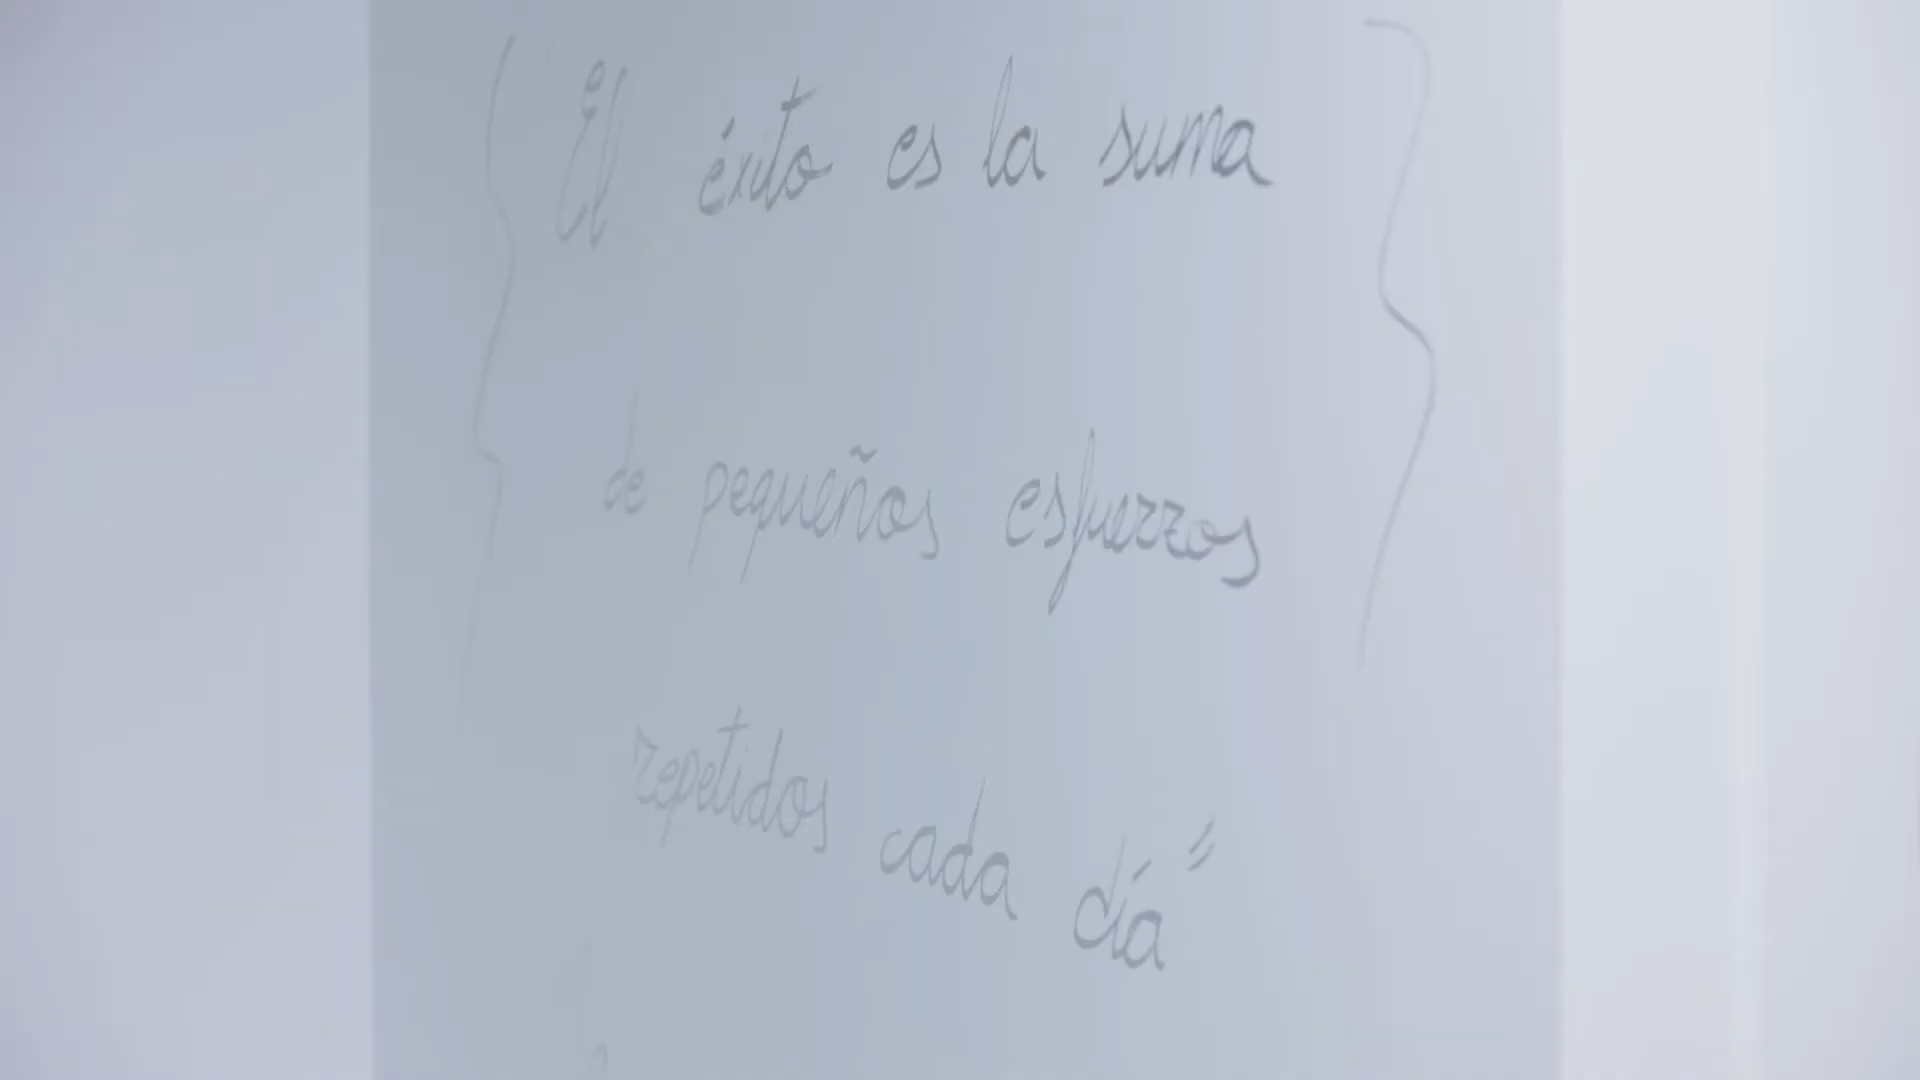 El éxito es la suma
de pequeños esfuerzos
repetidos cada día"